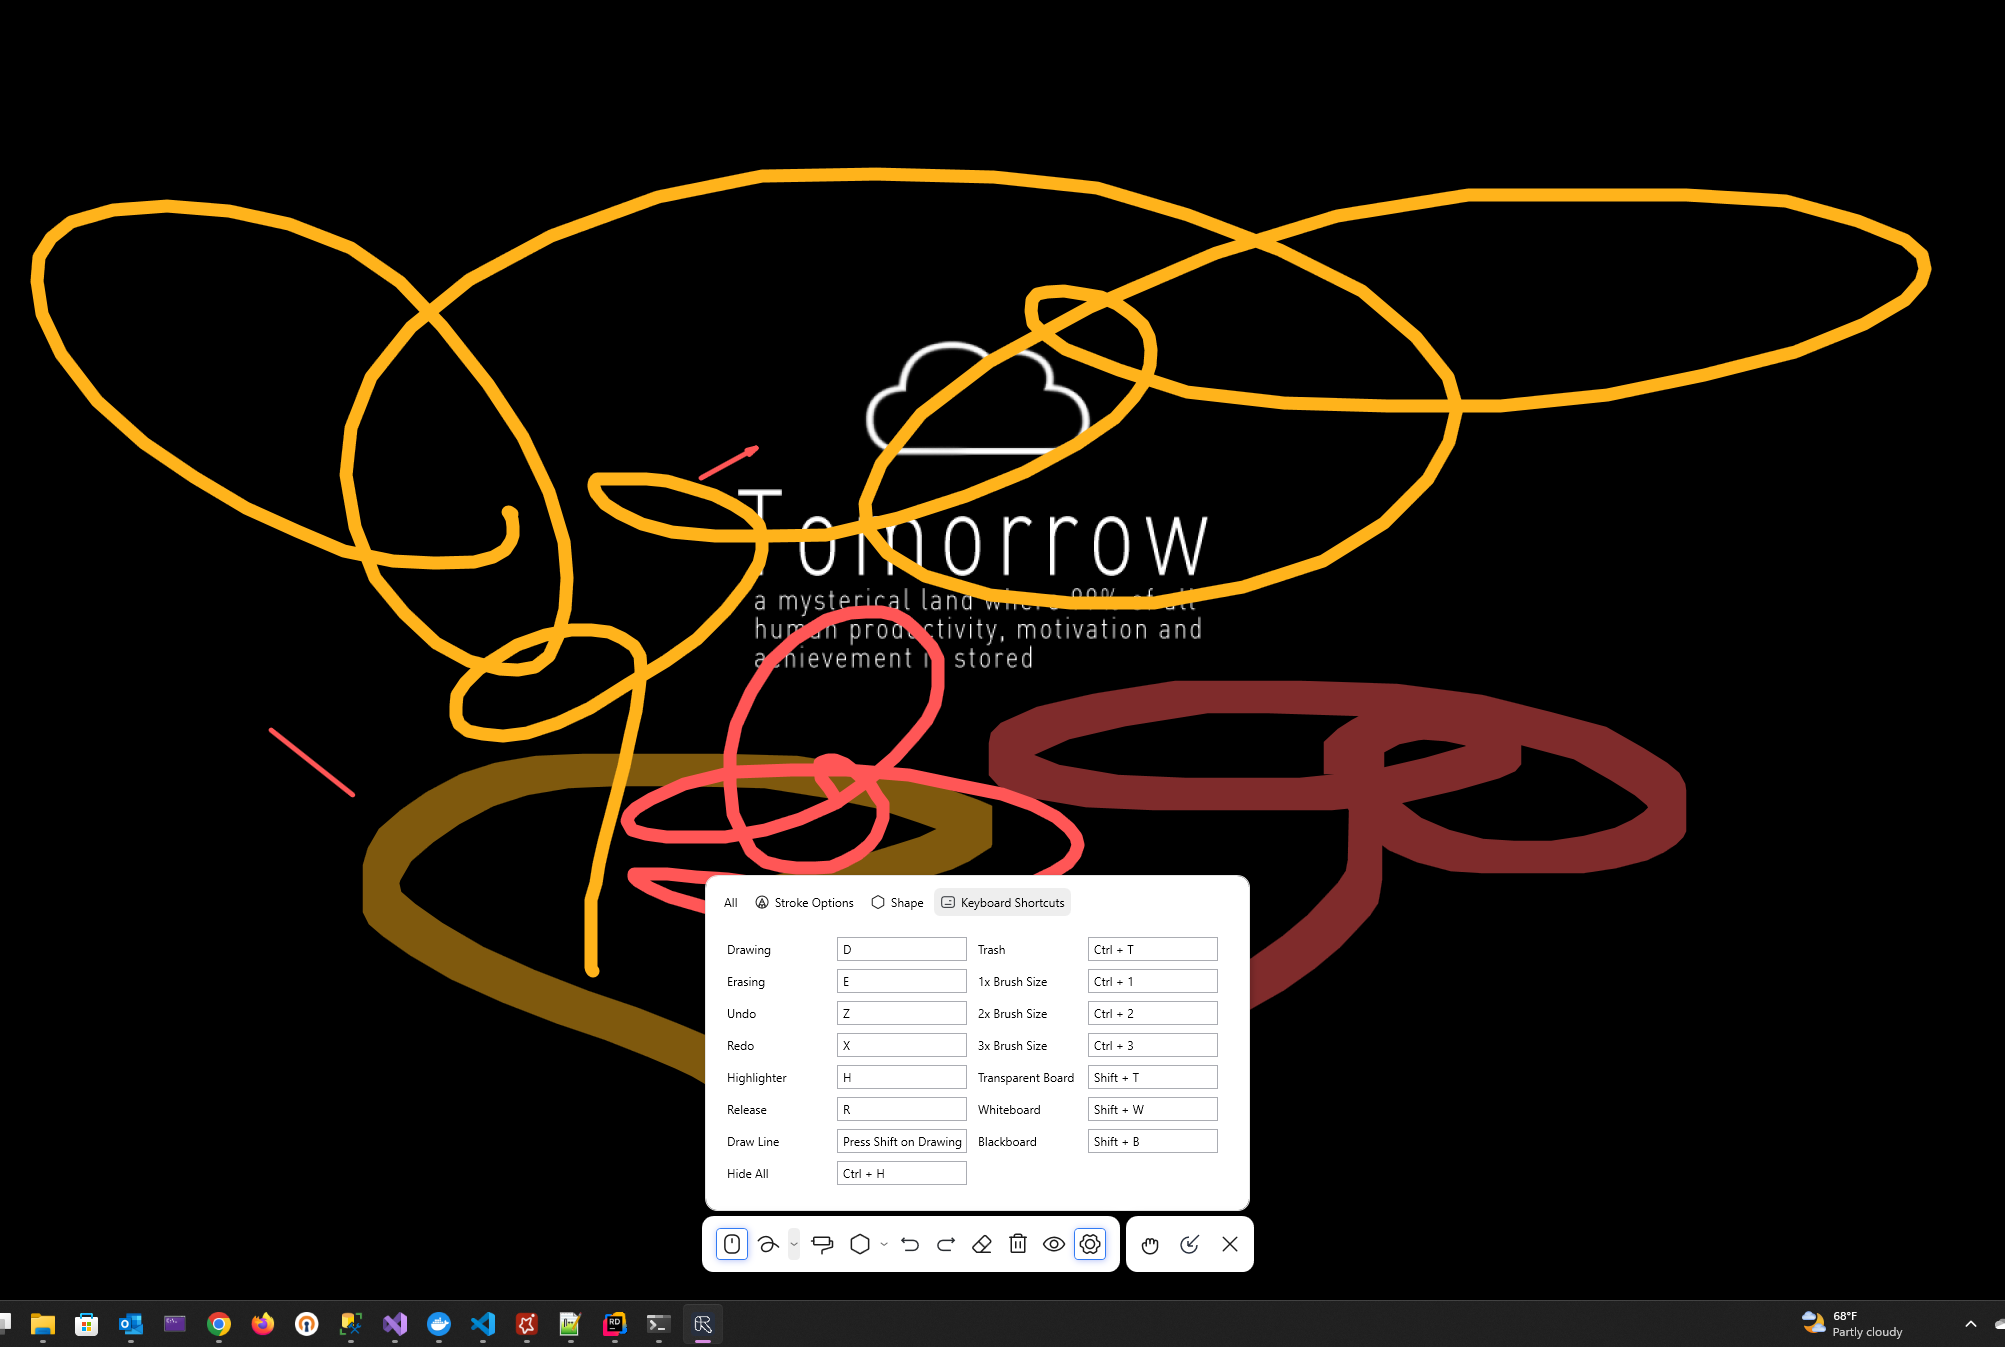 Tomorrow
a mysterical land where 99% of all
human productivity, motivation and
achievement is stored
All Stroke Options Shape Keyboard Shortcuts
Drawing D Trash Ctrl + T
Erasing E 1x Brush Size Ctrl + 1
Undo Z 2x Brush Size Ctrl + 2
Redo X 3x Brush Size Ctrl + 3
Highlighter H Transparent Board Shift + T
Release R Whiteboard Shift + W
Draw Line Press Shift on Drawing Blackboard Shift + B
Hide All Ctrl + H
68°F
Partly cloudy